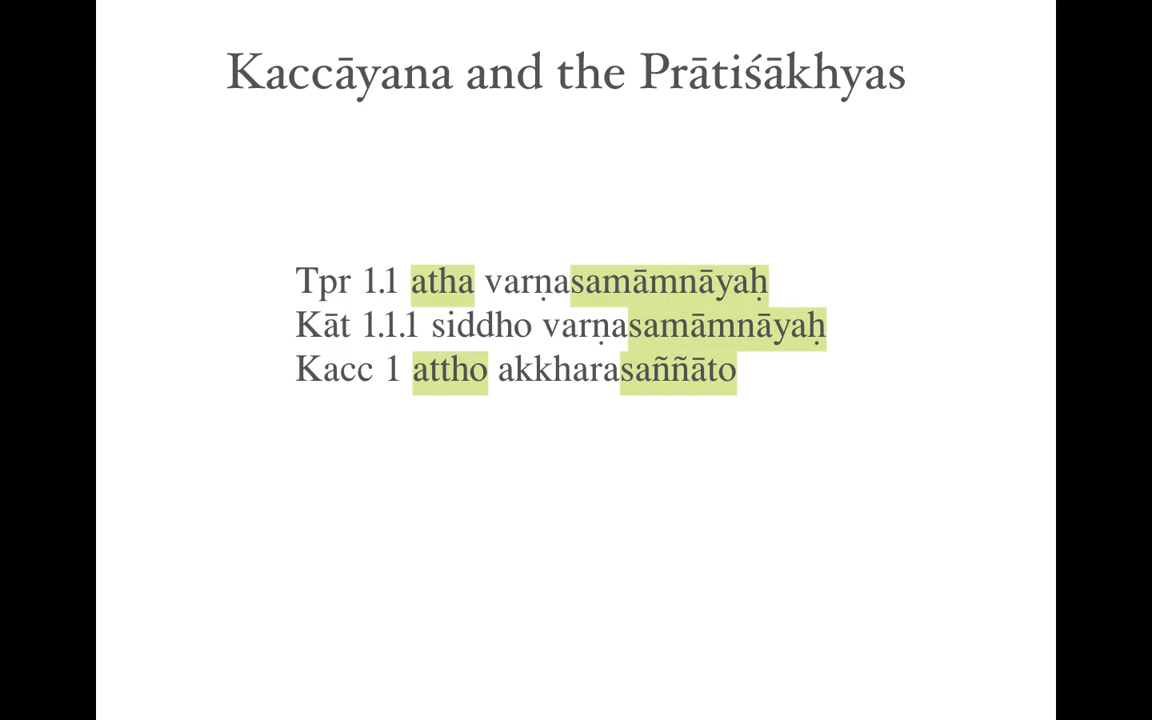 Kaccāyana and the Prātiśākhyas
Tpr 1.1 atha varṇasamāmnāyaḥ
Kāt 1.1.1 siddho varṇasamāmnāyaḥ
Kacc 1 attho akkharasaññāto